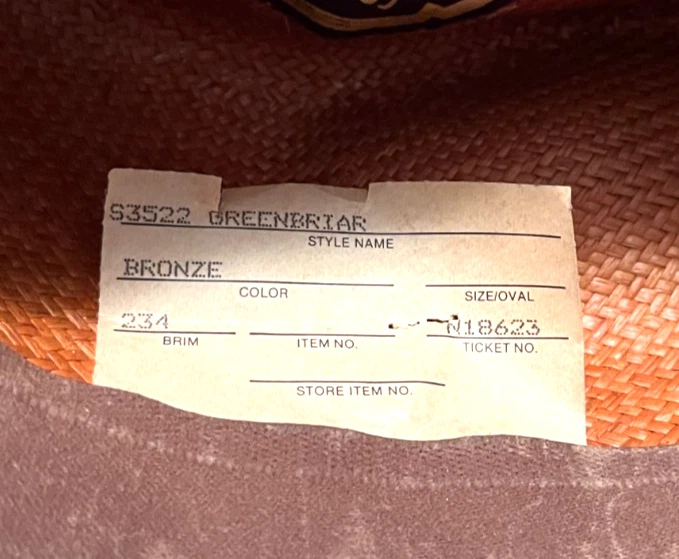 S3522 GREENBRIAR
STYLE NAME
BRONZE
COLOR
SIZE/OVAL
234 N18623
BRIM ITEM NO. TICKET NO.
STORE ITEM NO.